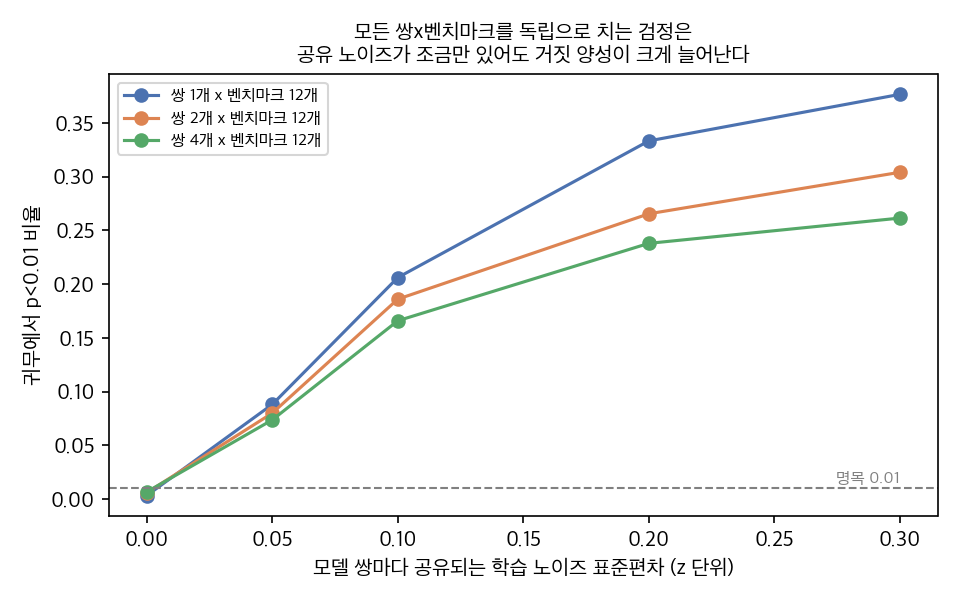 모든 쌍x벤치마크를 독립으로 치는 검정은
공유 노이즈가 조금만 있어도 거짓 양성이 크게 늘어난다
쌍 1개 x 벤치마크 12개
쌍 2개 x 벤치마크 12개
쌍 4개 x 벤치마크 12개
귀무에서 p<0.01 비율
0.35
0.30
0.25
0.20
0.15
0.10
0.05
0.00
명목 0.01
0.00
0.05
0.10
0.15
0.20
0.25
0.30
모델 쌍마다 공유되는 학습 노이즈 표준편차 (z 단위)